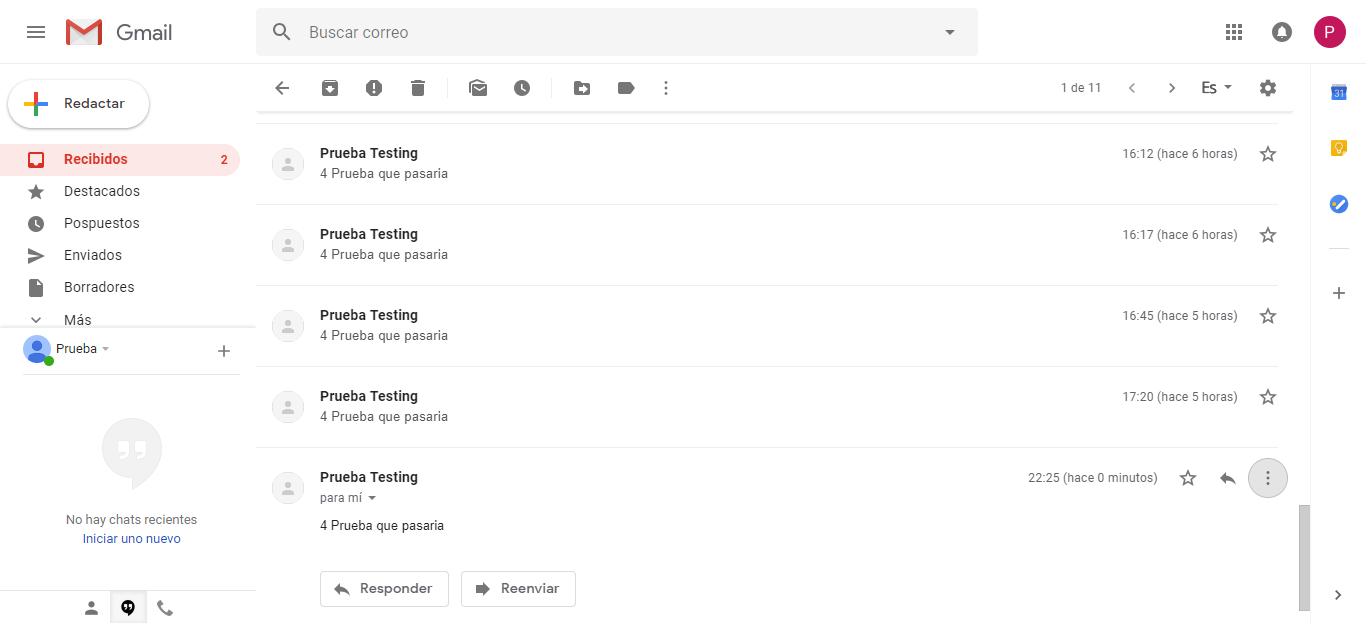 Gmail
Buscar correo
P
Redactar
1 de 11
Es
31
Recibidos 2
Destacados
Pospuestos
Enviados
Borradores
Más
Prueba
No hay chats recientes
Iniciar uno nuevo
Prueba Testing 16:12 (hace 6 horas)
4 Prueba que pasaria
Prueba Testing 16:17 (hace 6 horas)
4 Prueba que pasaria
Prueba Testing 16:45 (hace 5 horas)
4 Prueba que pasaria
Prueba Testing 17:20 (hace 5 horas)
4 Prueba que pasaria
Prueba Testing 22:25 (hace 0 minutos)
para mí
4 Prueba que pasaria
Responder Reenviar